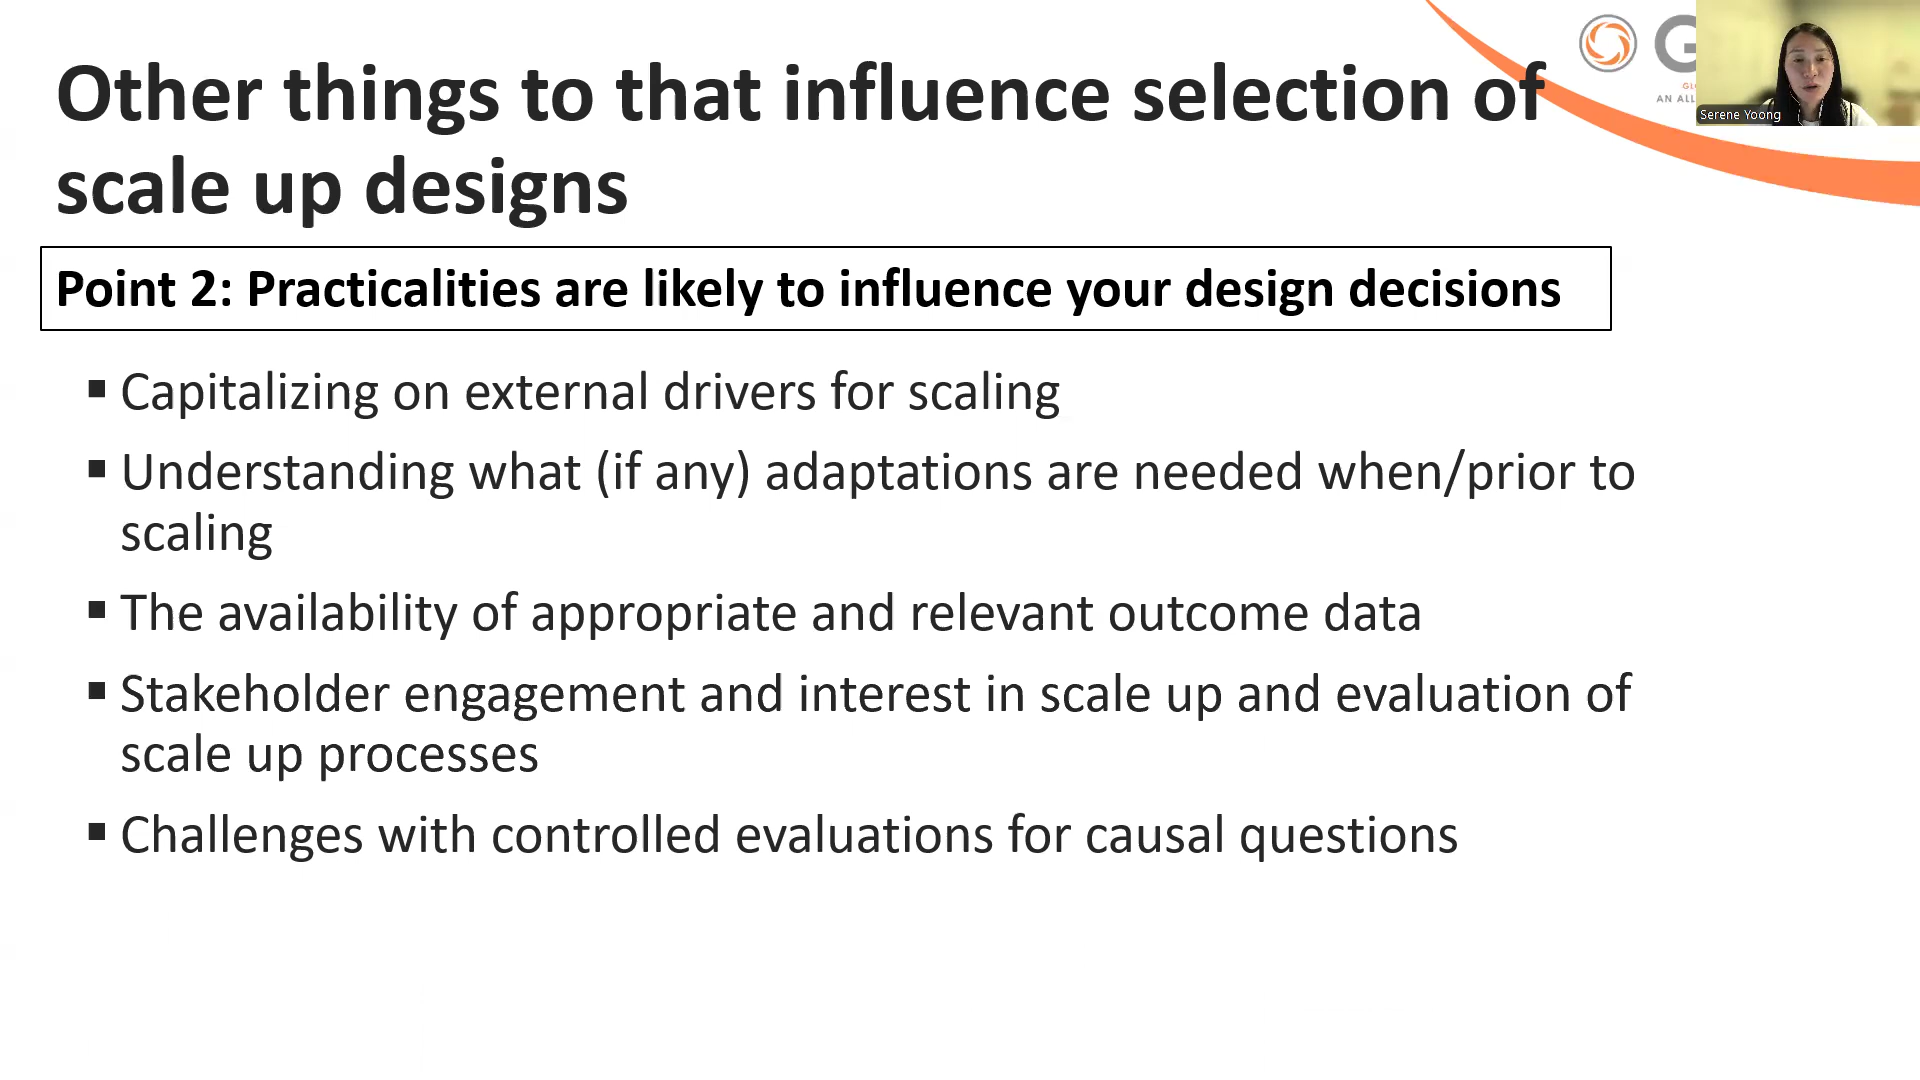 Other things to that influence selection of
scale up designs
Serene Yoong
AN ALL
Point 2: Practicalities are likely to influence your design decisions
▪ Capitalizing on external drivers for scaling
▪ Understanding what (if any) adaptations are needed when/prior to
scaling
▪ The availability of appropriate and relevant outcome data
▪ Stakeholder engagement and interest in scale up and evaluation of
scale up processes
▪ Challenges with controlled evaluations for causal questions